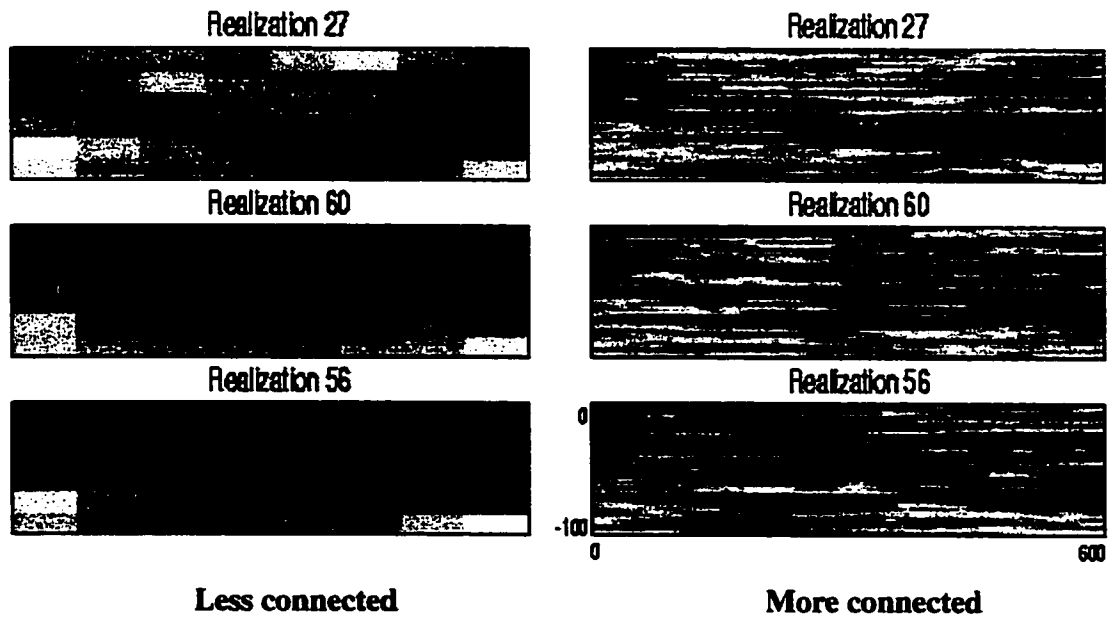 Realization 27
Realization 27
Realization 60
Realization 60
Realization 56
Realization 56
0
-100
0
600
Less connected
More connected